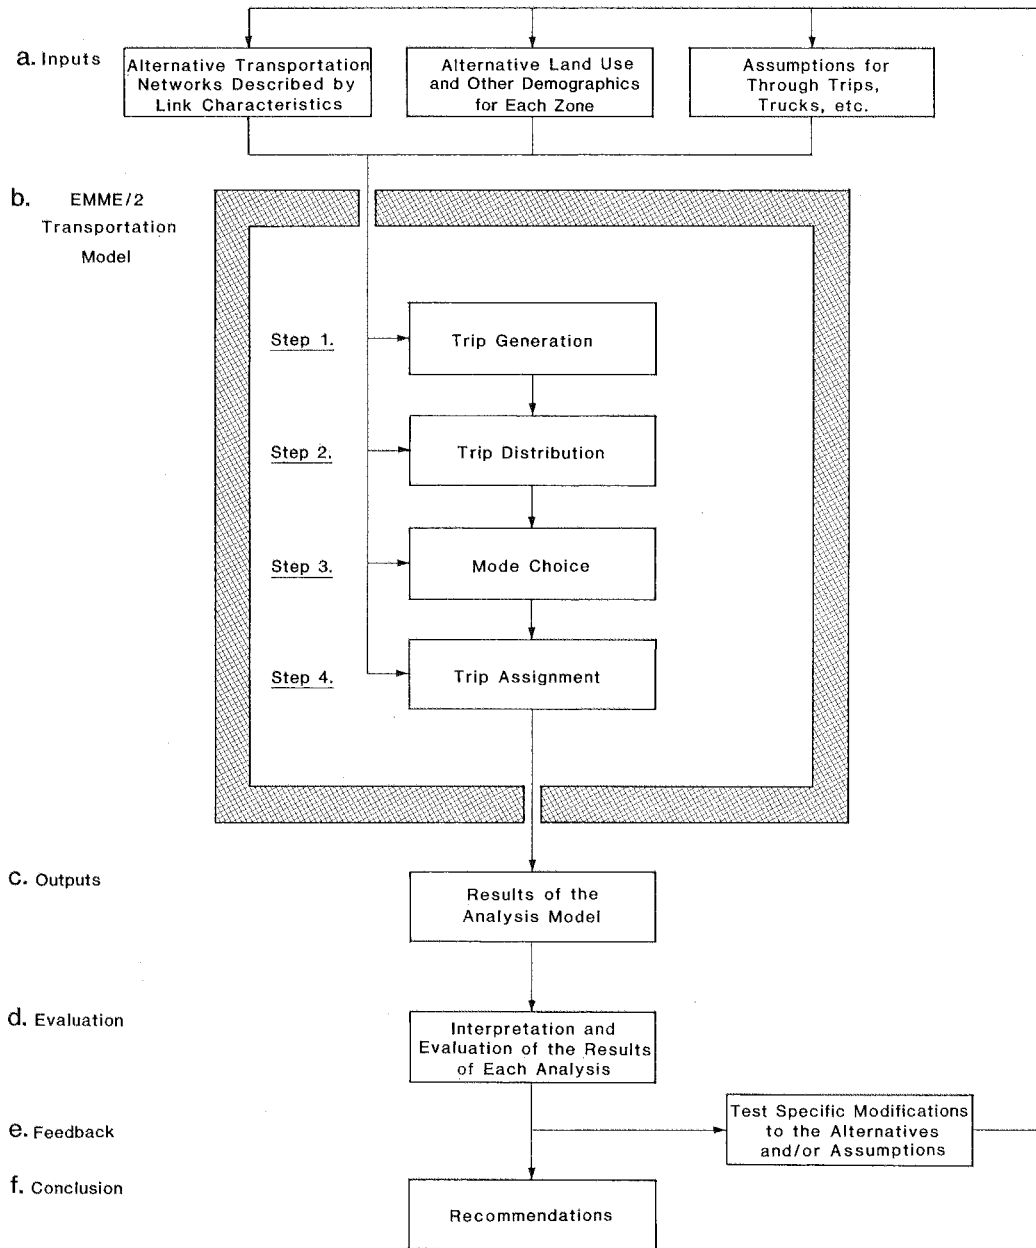 a. Inputs
Alternative Transportation
Networks Described by
Link Characteristics
Alternative Land Use
and Other Demographics
for Each Zone
Assumptions for
Through Trips,
Trucks, etc.
b. EMME/2
Transportation
Model
Step 1.
Trip Generation
Step 2.
Trip Distribution
Step 3.
Mode Choice
Step 4.
Trip Assignment
c. Outputs
Results of the
Analysis Model
d. Evaluation
Interpretation and
Evaluation of the Results
of Each Analysis
e. Feedback
Test Specific Modifications
to the Alternatives
and/or Assumptions
f. Conclusion
Recommendations